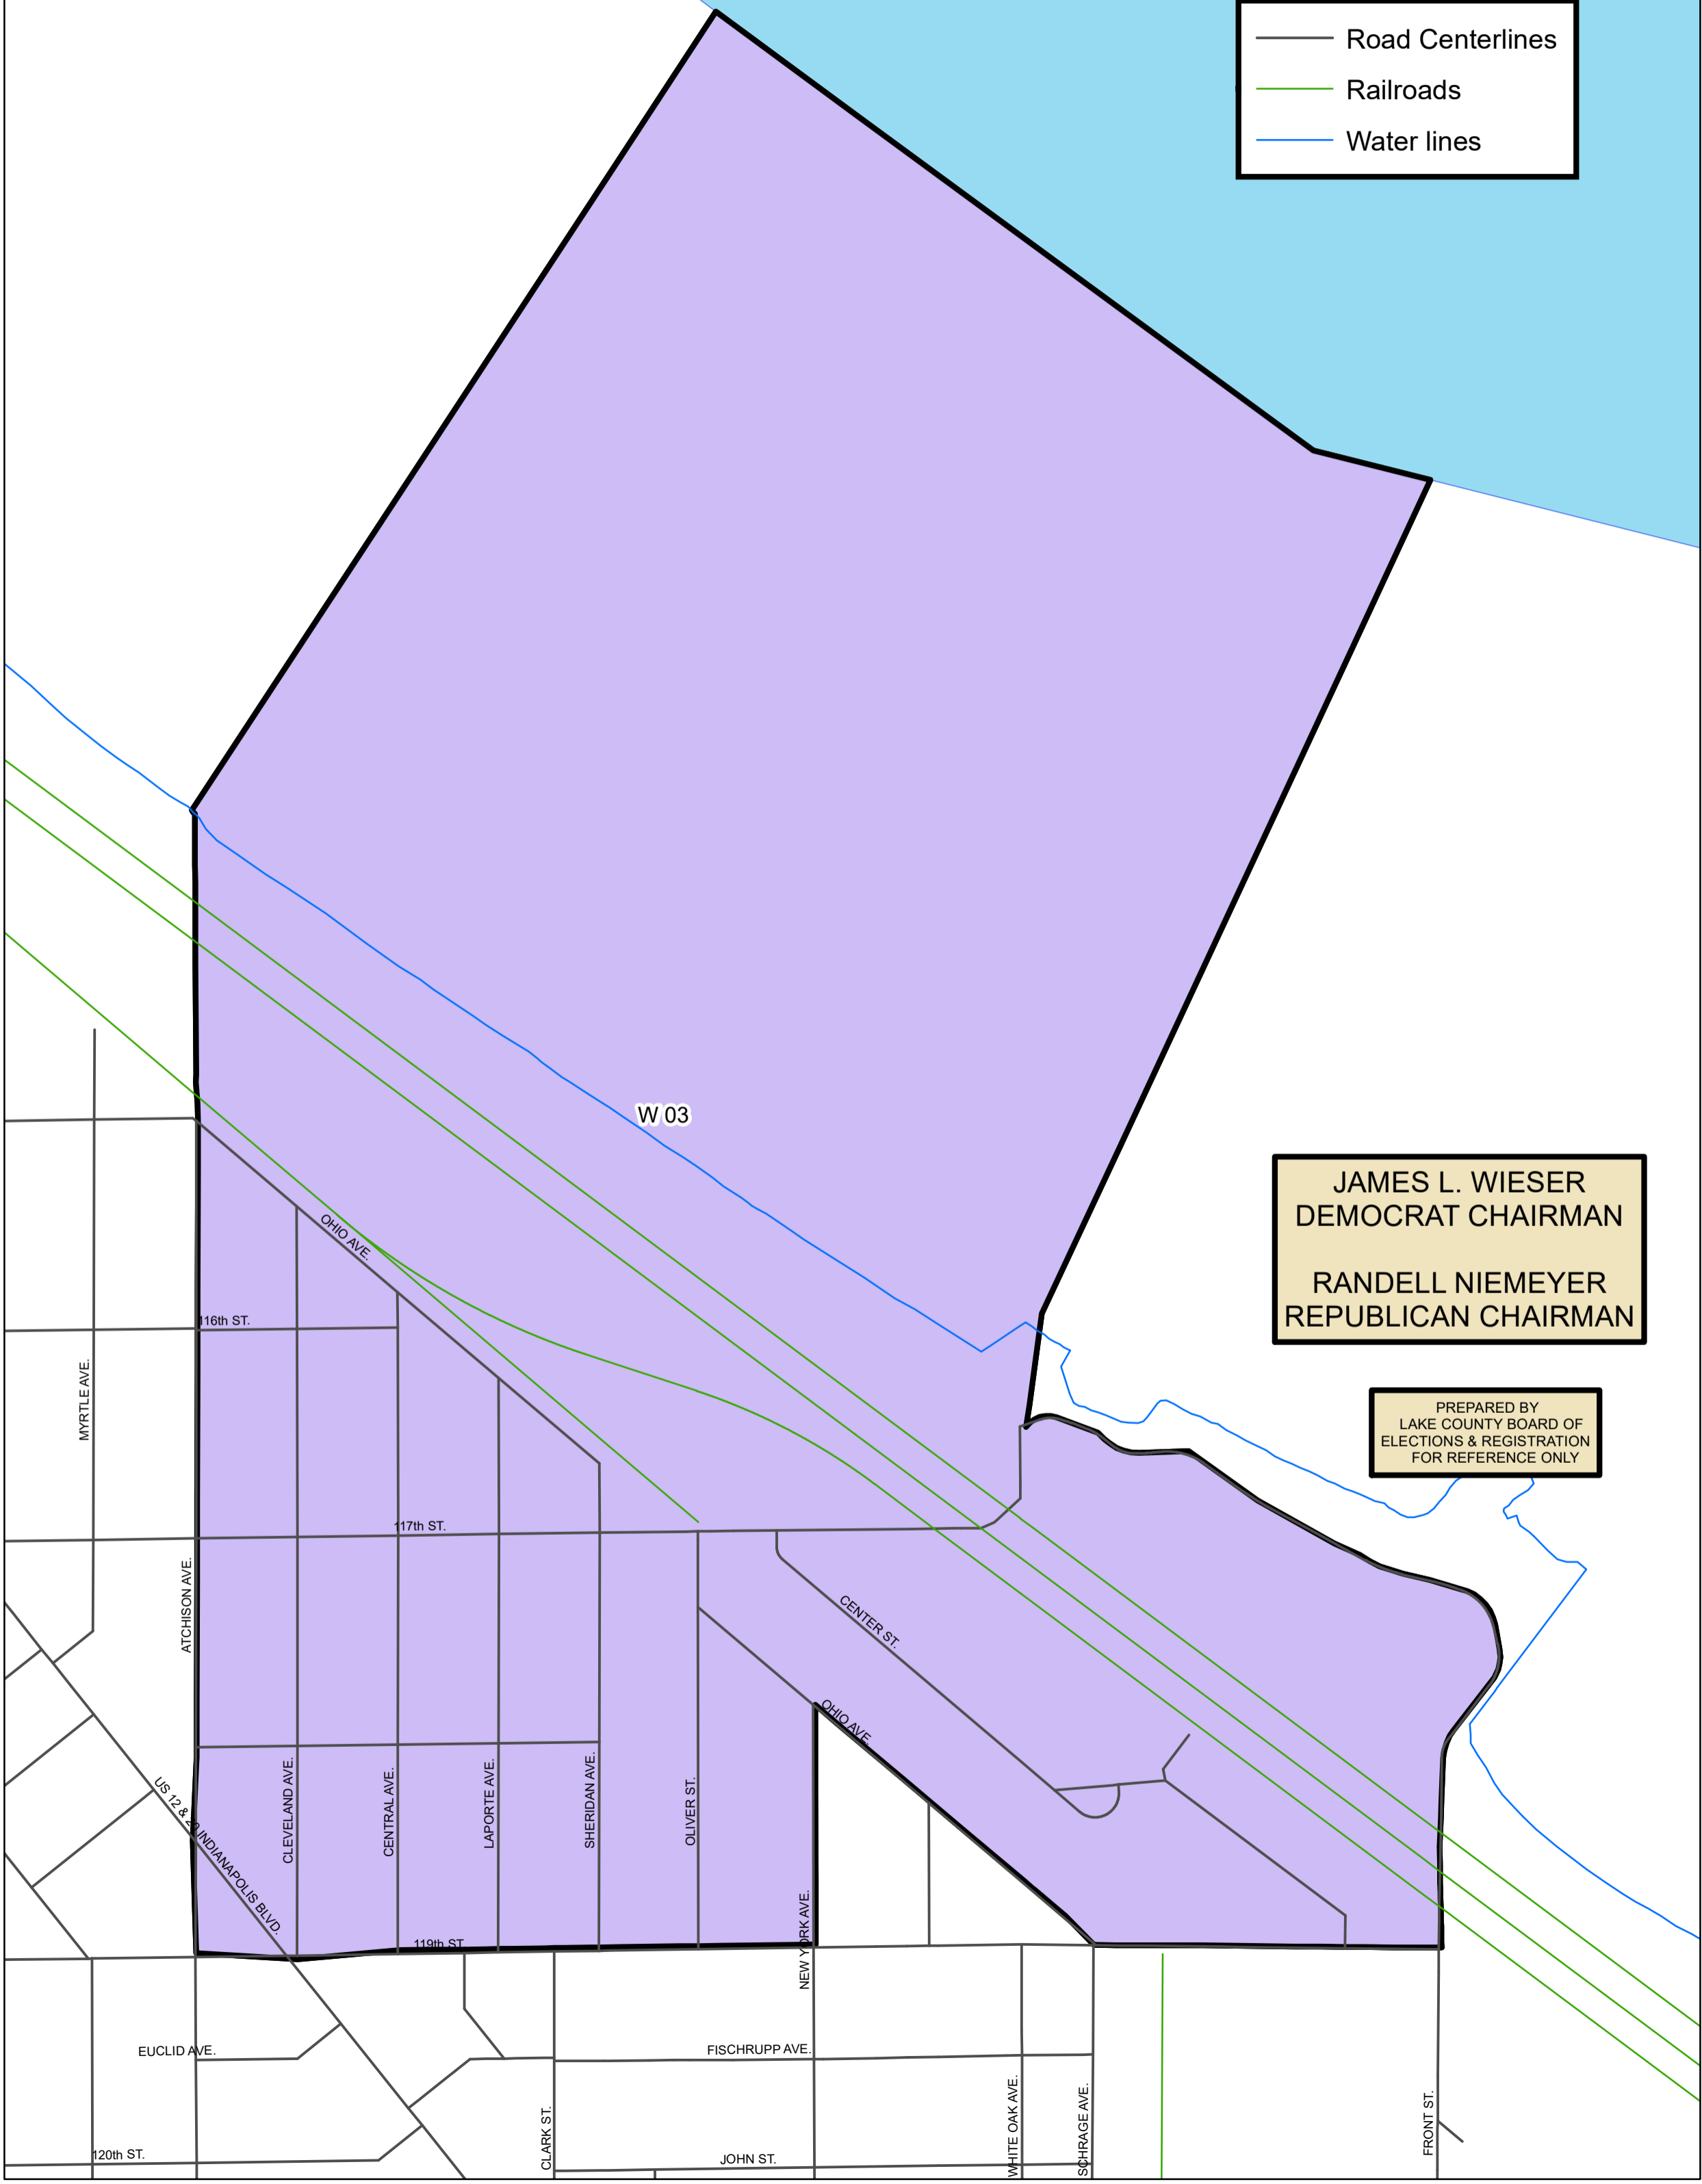 Road Centerlines
Railroads
Water lines
W 03
JAMES L. WIESER
DEMOCRAT CHAIRMAN
RANDELL NIEMEYER
REPUBLICAN CHAIRMAN
PREPARED BY
LAKE COUNTY BOARD OF
ELECTIONS & REGISTRATION
FOR REFERENCE ONLY
OHIO AVE.
116th ST.
MYRTLE AVE.
117th ST.
ATCHISON AVE.
CENTER ST.
OHIO AVE.
US 12 & 20 INDIANAPOLIS BLVD.
CLEVELAND AVE.
CENTRAL AVE.
LAPORTE AVE.
SHERIDAN AVE.
OLIVER ST.
NEW YORK AVE.
119th ST.
EUCLID AVE.
FISCHRUPP AVE.
CLARK ST.
WHITE OAK AVE.
SCHRAGE AVE.
FRONT ST.
120th ST.
JOHN ST.